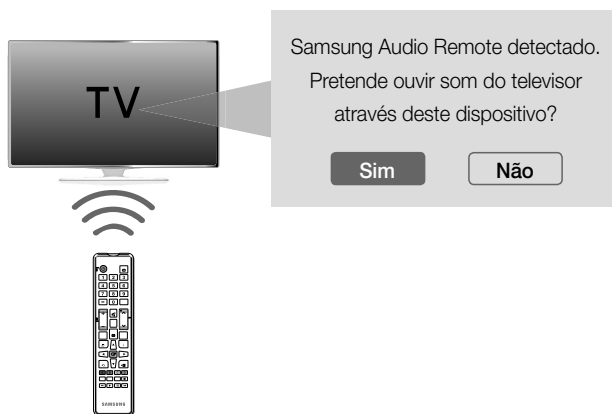 Samsung Audio Remote detectado.
Pretende ouvir som do televisor
através deste dispositivo?
Sim
Não
TV
SAMSUNG